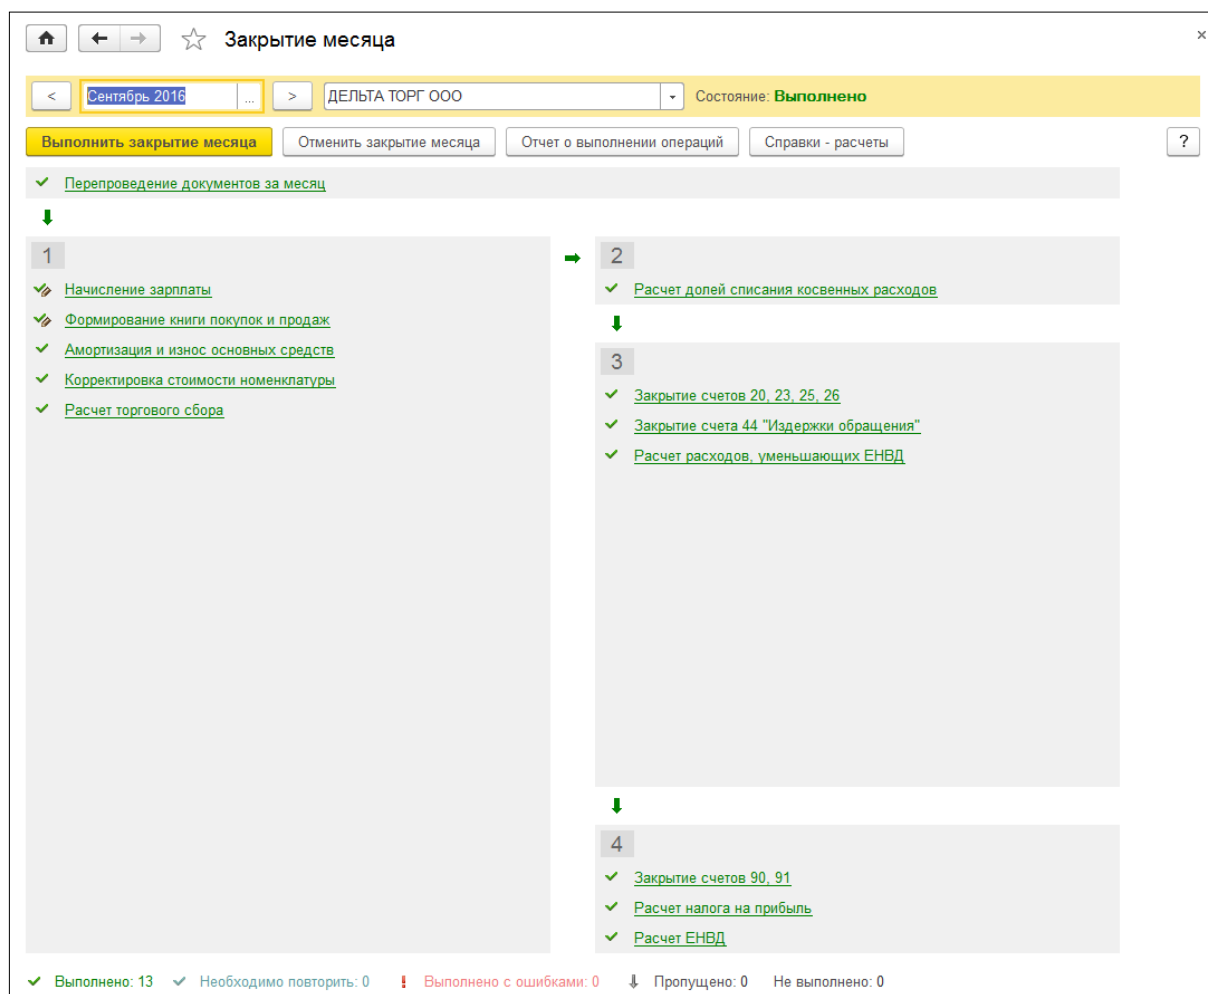 Закрытие месяца
×
< Сентябрь 2016 ... > ДЕЛЬТА ТОРГ ООО Состояние: Выполнено
Выполнить закрытие месяца Отменить закрытие месяца Отчет о выполнении операций Справки - расчеты ?
Перепроведение документов за месяц
1
Начисление зарплаты
Формирование книги покупок и продаж
Амортизация и износ основных средств
Корректировка стоимости номенклатуры
Расчет торгового сбора
2
Расчет долей списания косвенных расходов
3
Закрытие счетов 20, 23, 25, 26
Закрытие счета 44 "Издержки обращения"
Расчет расходов, уменьшающих ЕНВД
4
Закрытие счетов 90, 91
Расчет налога на прибыль
Расчет ЕНВД
Выполнено: 13 Необходимо повторить: 0 Выполнено с ошибками: 0 Пропущено: 0 Не выполнено: 0